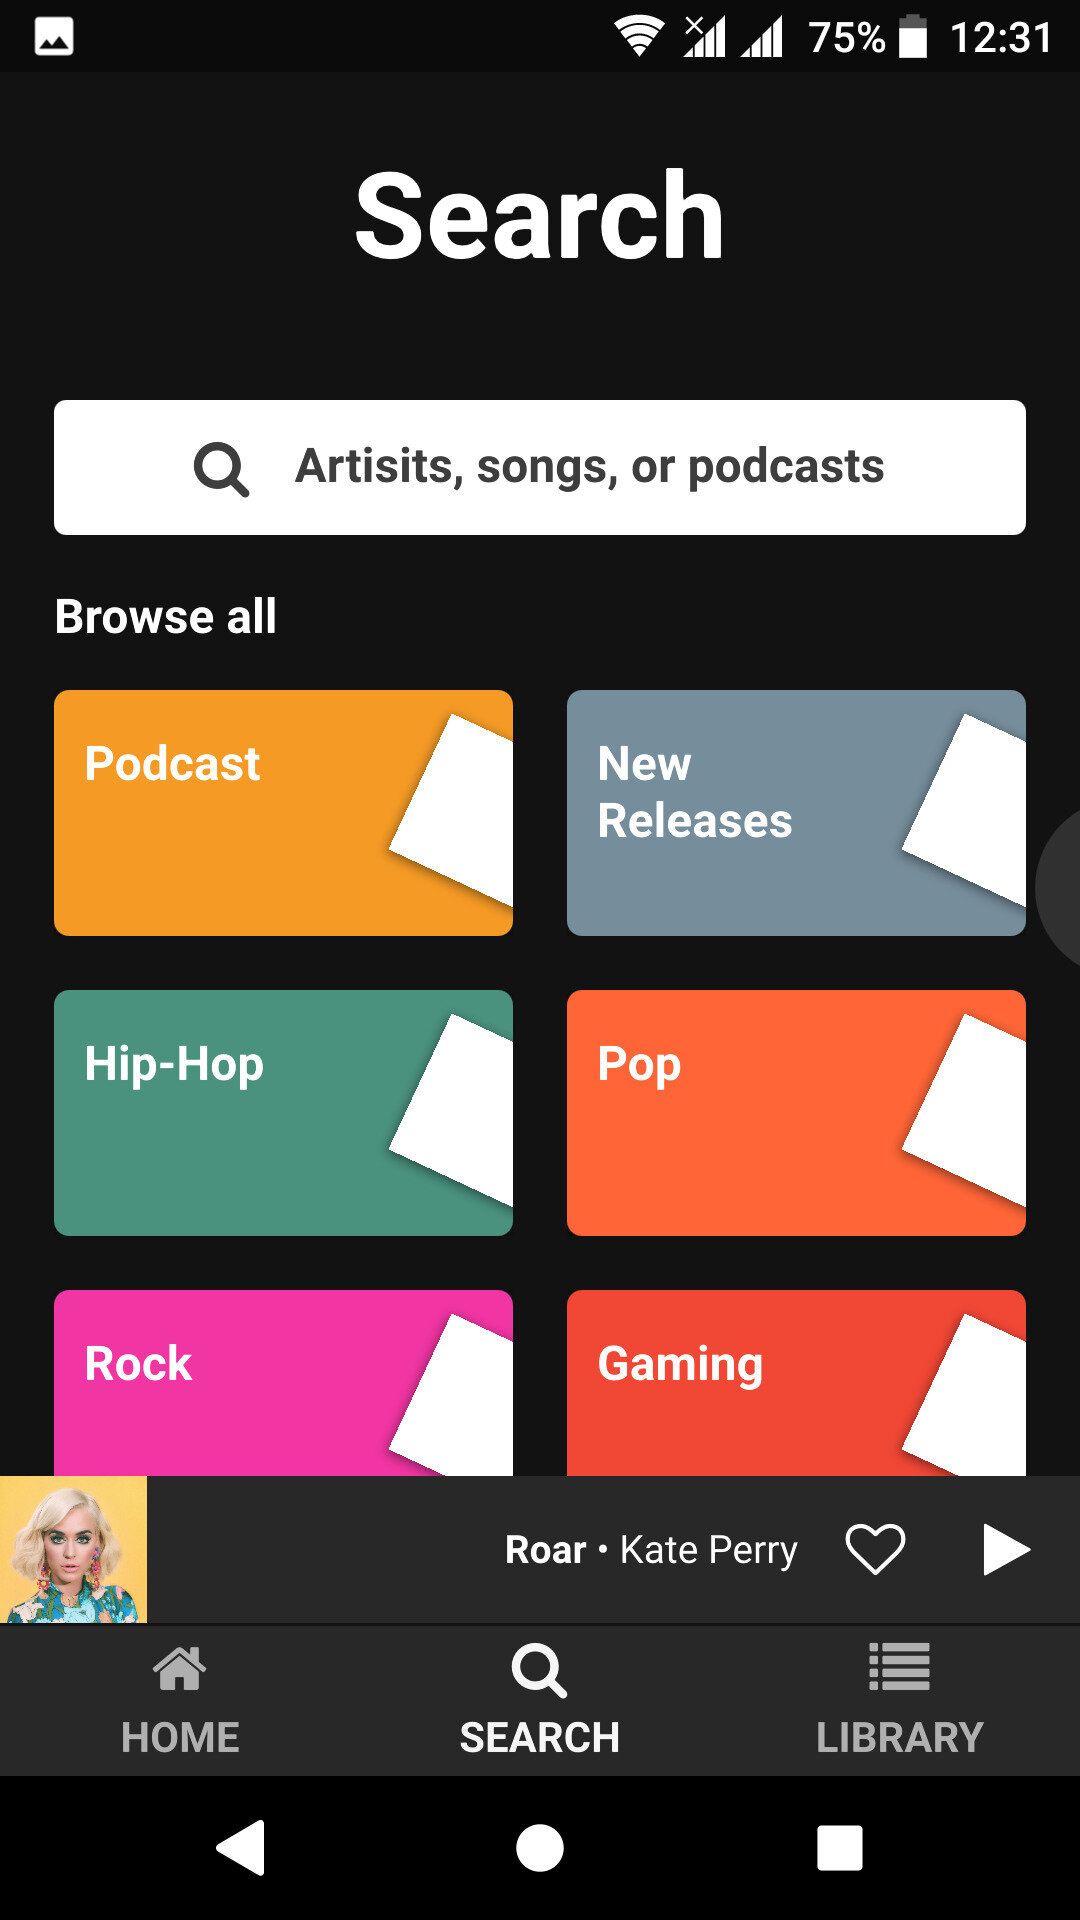 75% 12:31
Search
Artisits, songs, or podcasts
Browse all
Podcast
New
Releases
Hip-Hop
Pop
Rock
Gaming
Roar • Kate Perry
HOME
SEARCH
LIBRARY